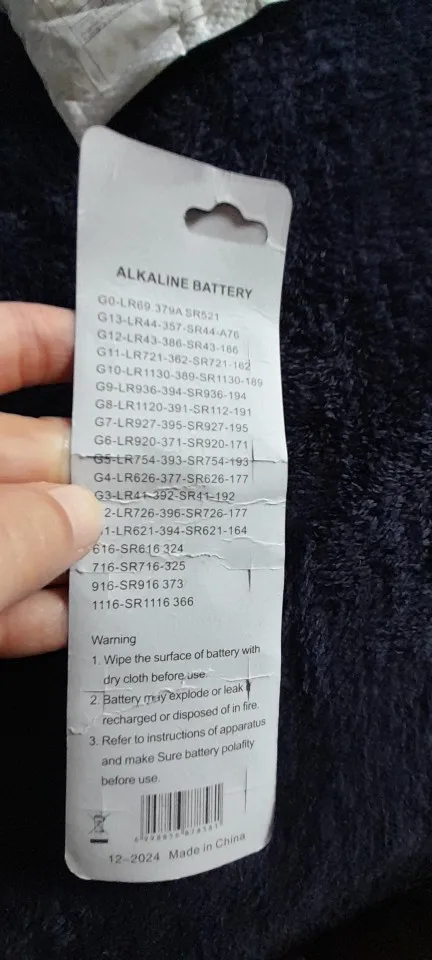 ALKALINE BATTERY
G0-LR69 379A SR521
G13-LR44-357-SR44-A76
G12-LR43-386-SR43-186
G11-LR721-362-SR721-162
G10-LR1130-389-SR1130-189
G9-LR936-394-SR936-194
G8-LR1120-391-SR112-191
G7-LR927-395-SR927-195
G6-LR920-371-SR920-171
G5-LR754-393-SR754-193
G4-LR626-377-SR626-177
G3-LR41-392-SR41-192
2-LR726-396-SR726-177
1-LR621-394-SR621-164
616-SR616 324
716-SR716-325
916-SR916 373
1116-SR1116 366
Warning
1. Wipe the surface of battery with
dry cloth before use.
2. Battery may explode or leak if
recharged or disposed of in fire.
3. Refer to instructions of apparatus
and make Sure battery polafity
before use.
12-2024 Made in China